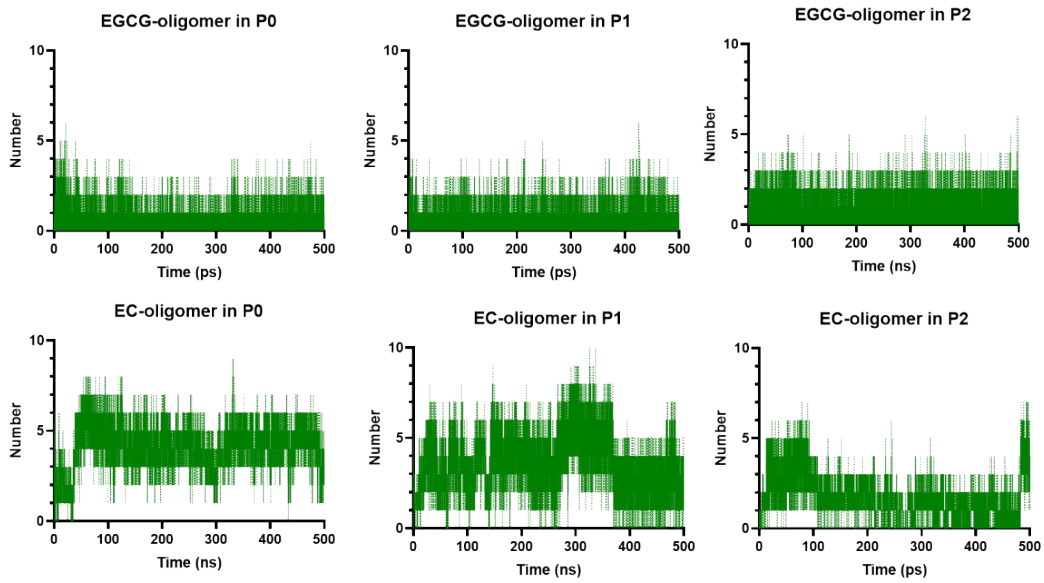 EGCG-oligomer in P0
EGCG-oligomer in P1
EGCG-oligomer in P2
10
5
0
Number
0 100 200 300 400 500
Time (ps)
10
5
0
Number
0 100 200 300 400 500
Time (ps)
10
5
0
Number
0 100 200 300 400 500
Time (ns)
EC-oligomer in P0
EC-oligomer in P1
EC-oligomer in P2
10
5
0
Number
0 100 200 300 400 500
Time (ns)
10
5
0
Number
0 100 200 300 400 500
Time (ns)
10
5
0
Number
0 100 200 300 400 500
Time (ps)